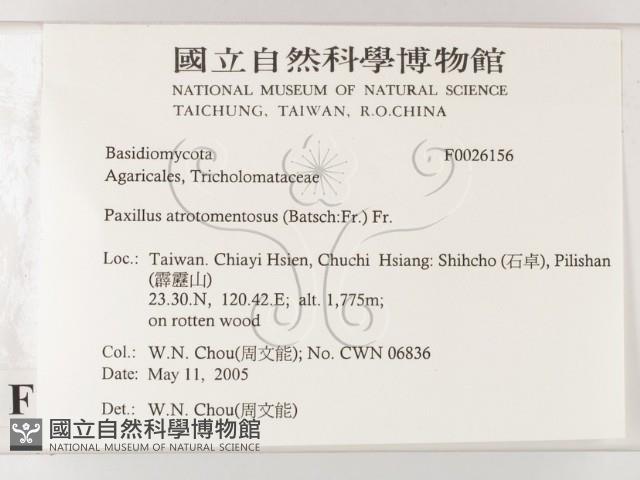 國立自然科學博物館
NATIONAL MUSEUM OF NATURAL SCIENCE
TAICHUNG, TAIWAN, R.O.CHINA
Basidiomycota F0026156
Agaricales, Tricholomataceae
Paxillus atrotomentosus (Batsch:Fr.) Fr.
Loc.: Taiwan. Chiayi Hsien, Chuchi Hsiang: Shihcho (石卓), Pilishan
(霹靂山)
23.30.N, 120.42.E; alt. 1,775m;
on rotten wood
Col.: W.N. Chou(周文能); No. CWN 06836
Date: May 11, 2005
Det.: W.N. Chou(周文能)
F
國立自然科學博物館
NATIONAL MUSEUM OF NATURAL SCIENCE